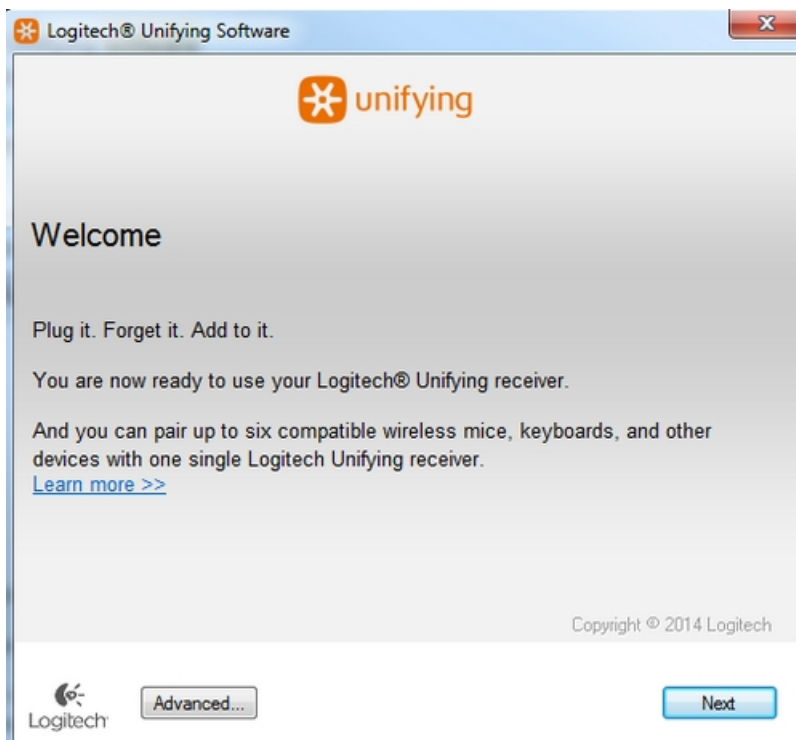 Logitech® Unifying Software
unifying
Welcome
Plug it. Forget it. Add to it.
You are now ready to use your Logitech® Unifying receiver.
And you can pair up to six compatible wireless mice, keyboards, and other
devices with one single Logitech Unifying receiver.
Learn more >>
Copyright © 2014 Logitech
Logitech
Advanced...
Next